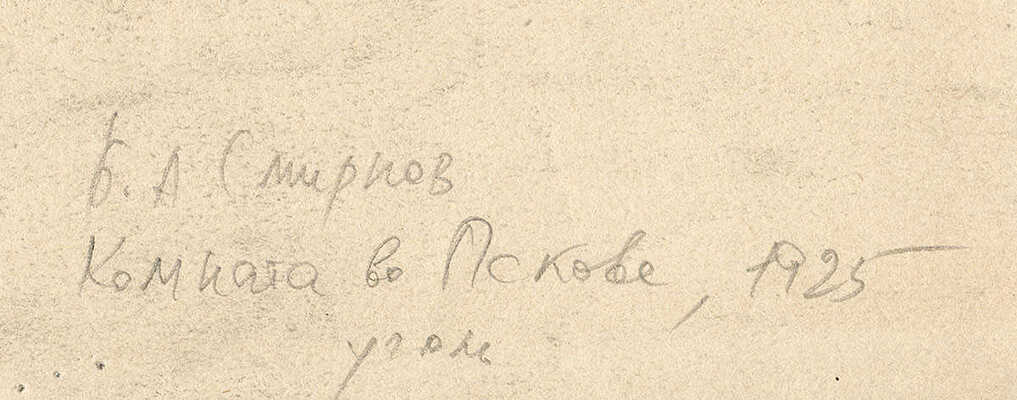 Б. А Смирнов
Комната во Пскове, 1925
уголь